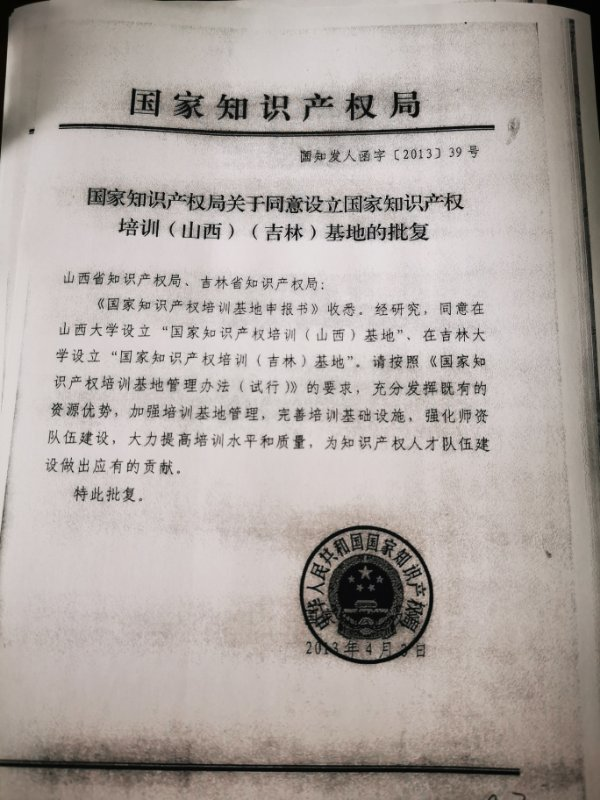 国家知识产权局
国知发人函字〔2013〕39号
国家知识产权局关于同意设立国家知识产权
培训（山西）（吉林）基地的批复
山西省知识产权局、吉林省知识产权局：
《国家知识产权培训基地申报书》收悉。经研究，同意在
山西大学设立“国家知识产权培训（山西）基地”、在吉林大
学设立“国家知识产权培训（吉林）基地”。请按照《国家知
识产权培训基地管理办法（试行）》的要求，充分发挥既有的
资源优势，加强培训基地管理，完善培训基础设施，强化师资
队伍建设，大力提高培训水平和质量，为知识产权人才队伍建
设做出应有的贡献。
特此批复。
中华人民共和国国家知识产权局
2013年4月3日